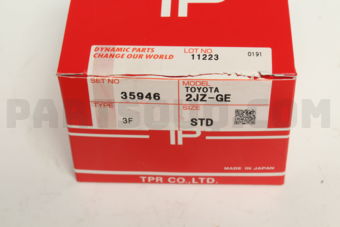 TPR
DYNAMIC PARTS
CHANGE OUR WORLD
LOT NO
11223
0191
SET NO
35946
MODEL
TOYOTA
2JZ-GE
TYPE
3F
SIZE
STD
MADE IN JAPAN
TPR CO.,LTD.